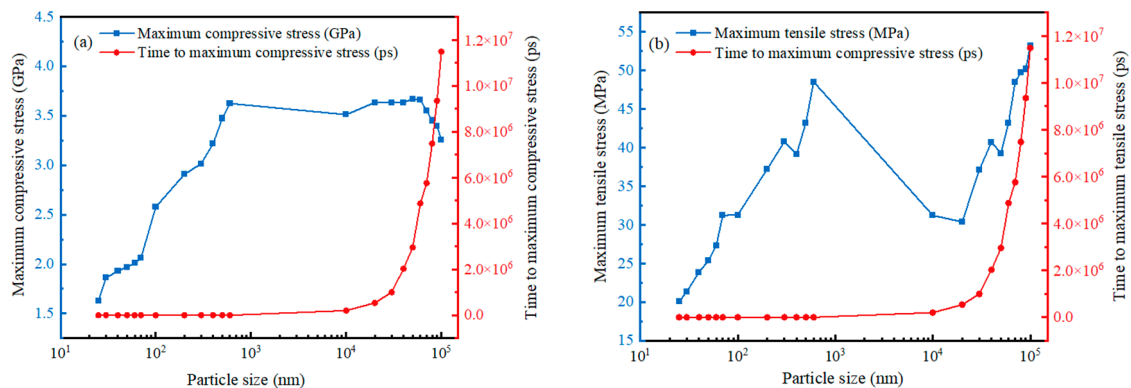 (a)
Maximum compressive stress (GPa)
Time to maximum compressive stress (ps)
4.5
4.0
3.5
3.0
2.5
2.0
1.5
Maximum compressive stress (GPa)
1.2×10⁷
1.0×10⁷
8.0×10⁶
6.0×10⁶
4.0×10⁶
2.0×10⁶
0.0
Time to maximum compressive stress (ps)
10¹ 10² 10³ 10⁴ 10⁵
Particle size (nm)
(b)
Maximum tensile stress (MPa)
Time to maximum compressive stress (ps)
55
50
45
40
35
30
25
20
15
Maximum tensile stress (MPa)
1.2×10⁷
1.0×10⁷
8.0×10⁶
6.0×10⁶
4.0×10⁶
2.0×10⁶
0.0
Time to maximum tensile stress (ps)
10¹ 10² 10³ 10⁴ 10⁵
Particle size (nm)